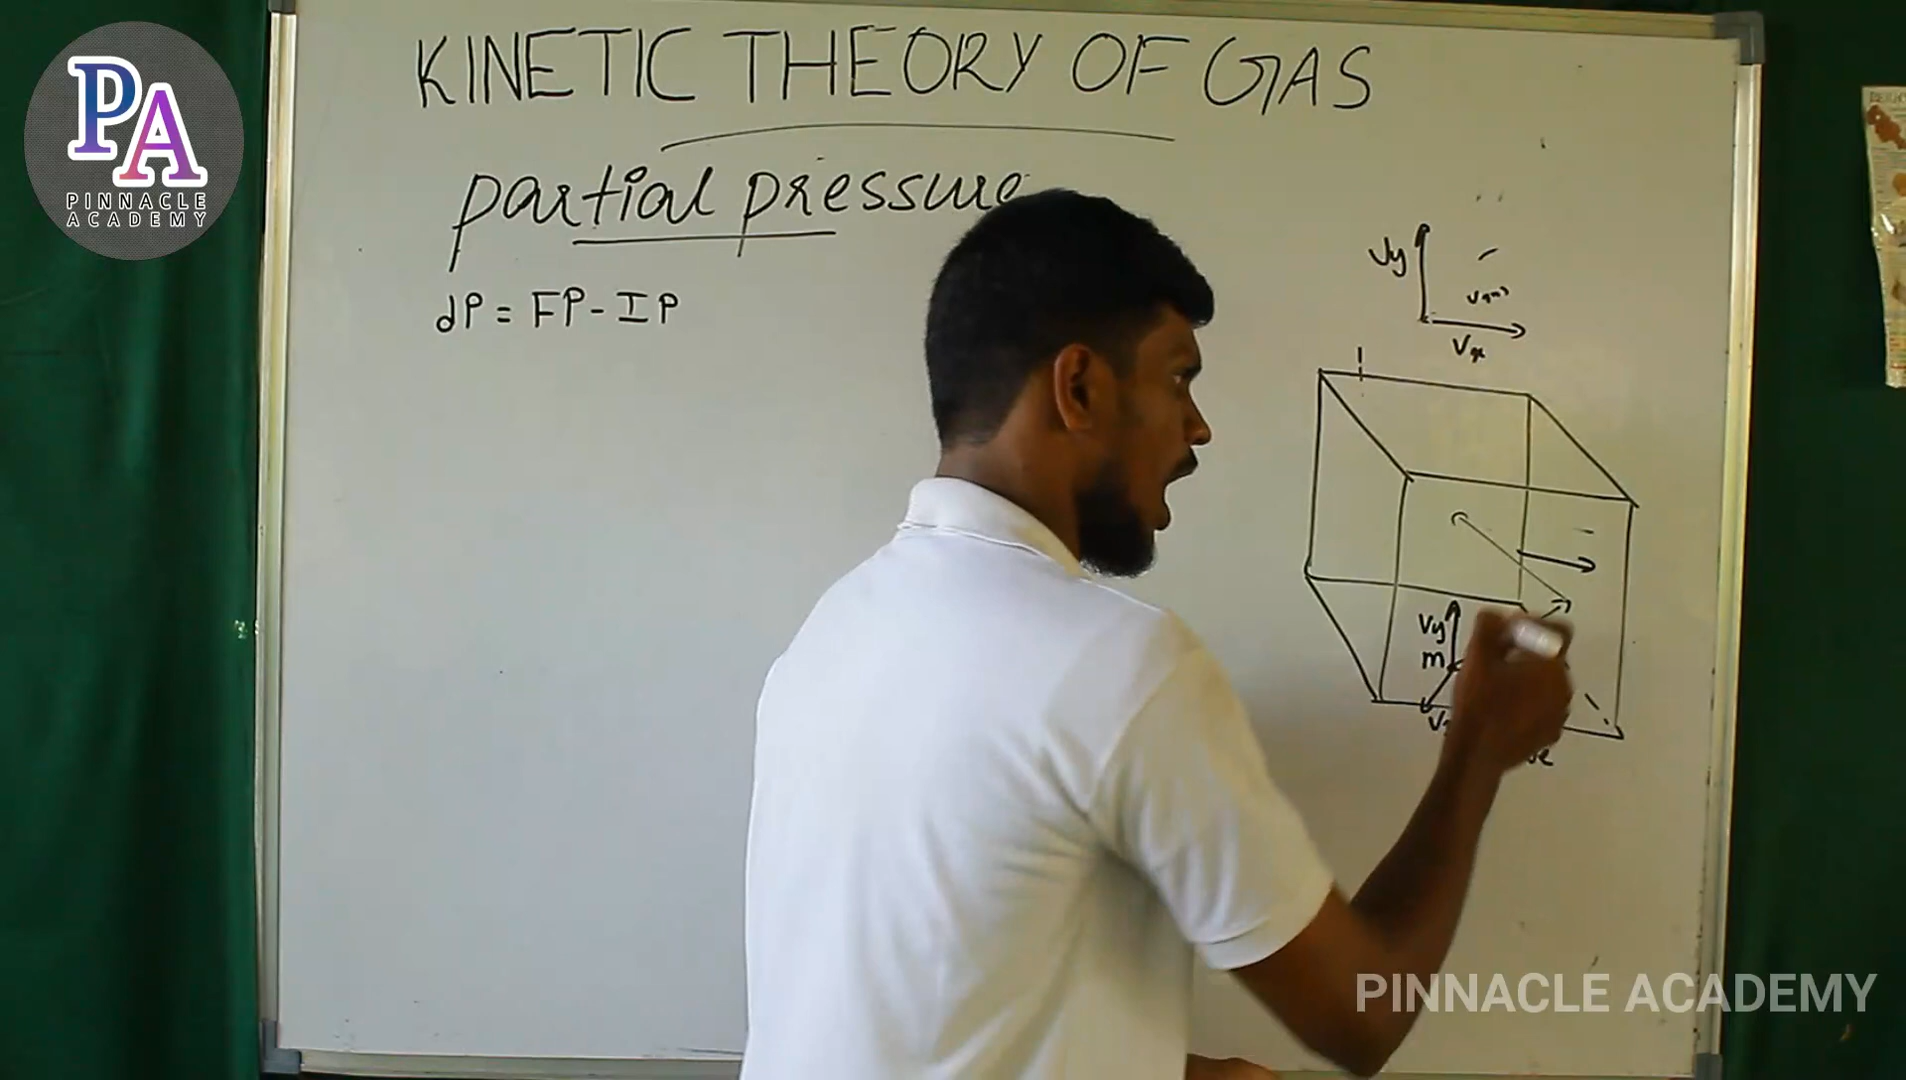 PA
PINNACLE
ACADEMY
KINETIC THEORY OF GAS
partial pressure
dP = FP - IP
Vy
Vx
Vy
m
PINNACLE ACADEMY